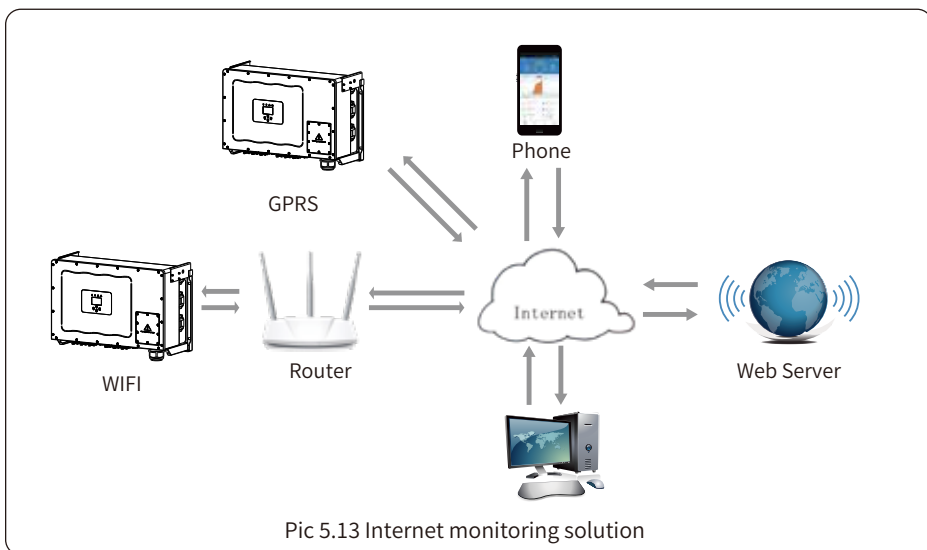 Phone
GPRS
Internet
WIFI
Router
Web Server
Pic 5.13 Internet monitoring solution